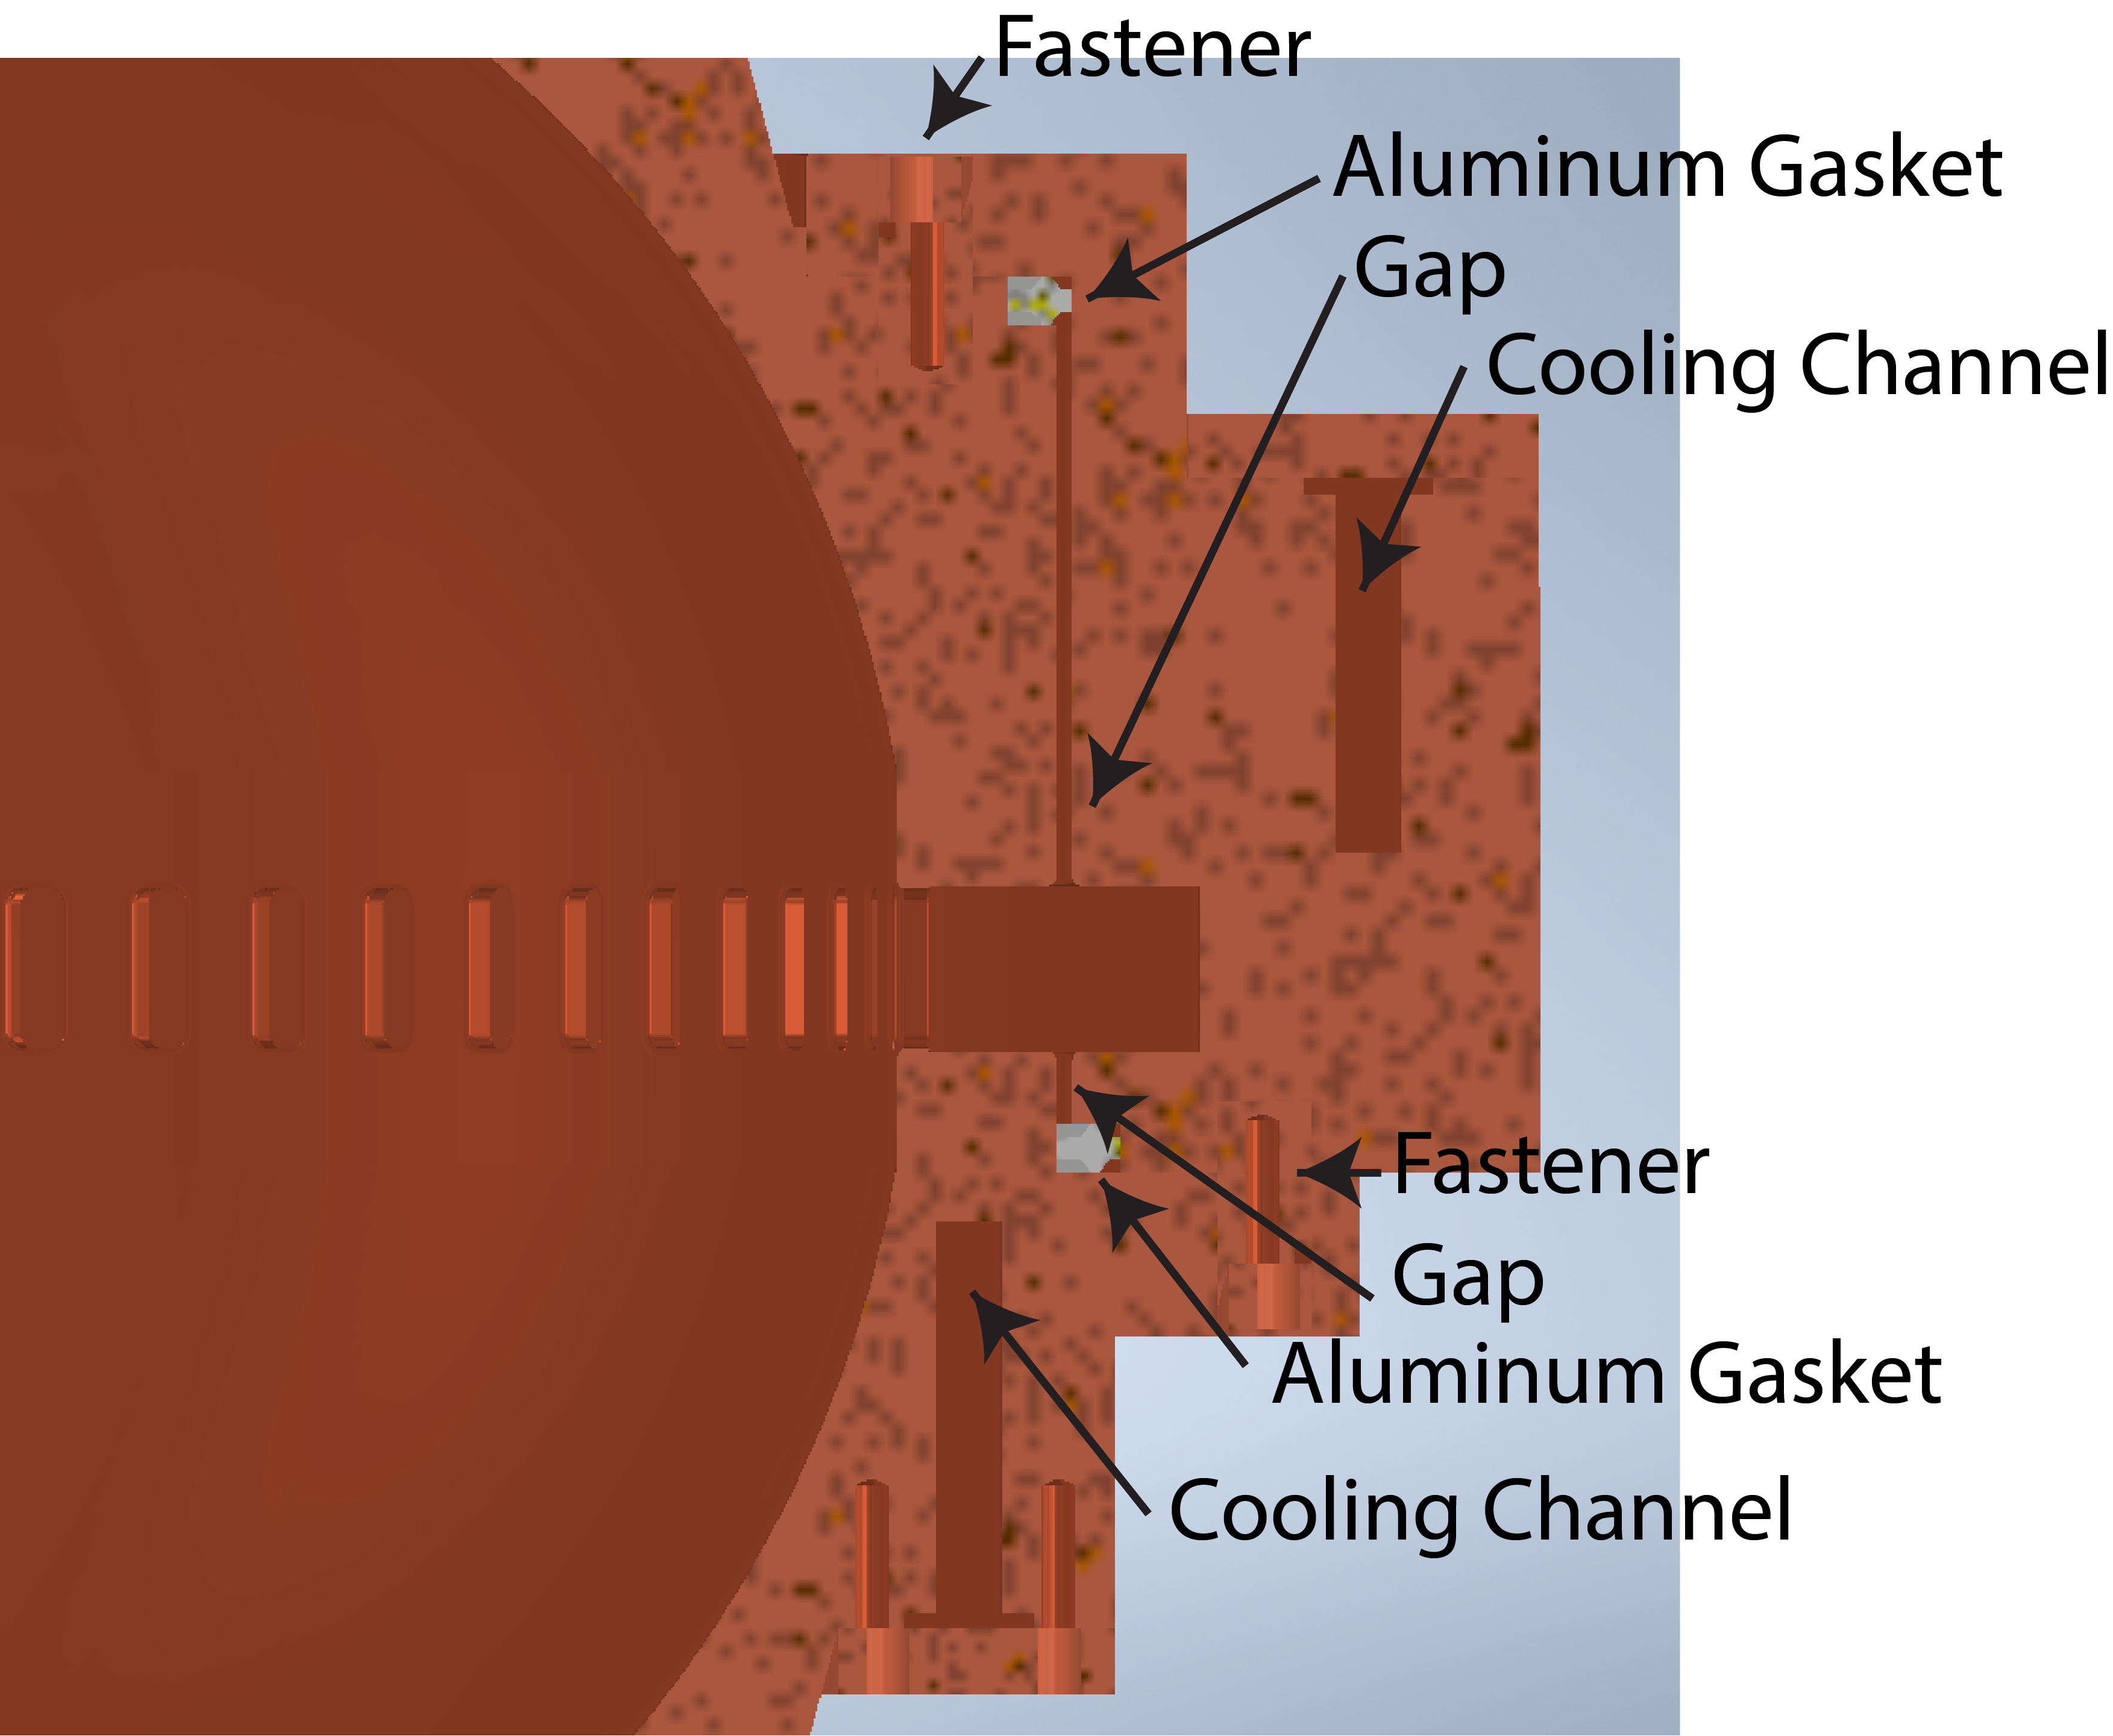 Fastener
Aluminum Gasket
Gap
Cooling Channel
Fastener
Gap
Aluminum Gasket
Cooling Channel